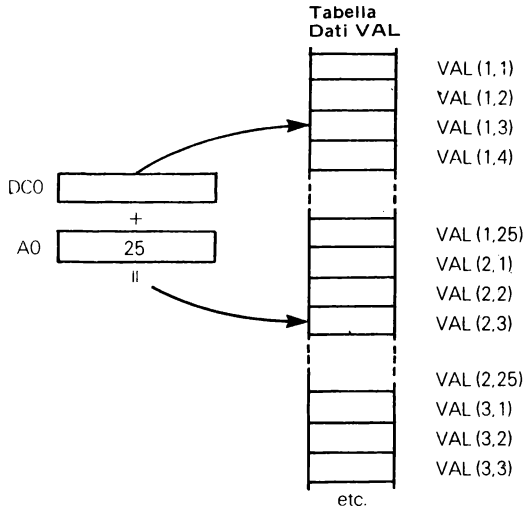 Tabella
Dati VAL
VAL (1,1)
VAL (1,2)
VAL (1,3)
VAL (1,4)
DC0
+
A0 25
=
VAL (1,25)
VAL (2,1)
VAL (2,2)
VAL (2,3)
VAL (2,25)
VAL (3,1)
VAL (3,2)
VAL (3,3)
etc.